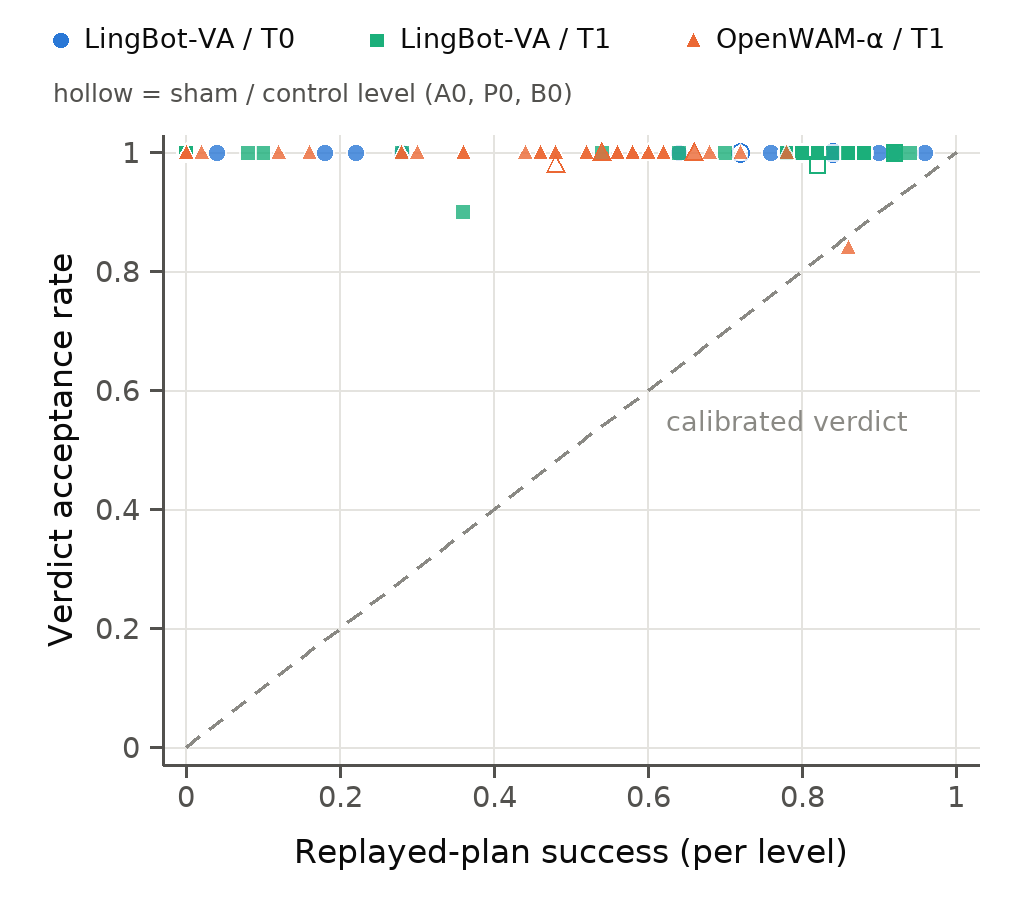 LingBot-VA / T0 LingBot-VA / T1 OpenWAM-α / T1
hollow = sham / control level (A0, P0, B0)
1
0.8
0.6
0.4
0.2
0
Verdict acceptance rate
calibrated verdict
0 0.2 0.4 0.6 0.8 1
Replayed-plan success (per level)